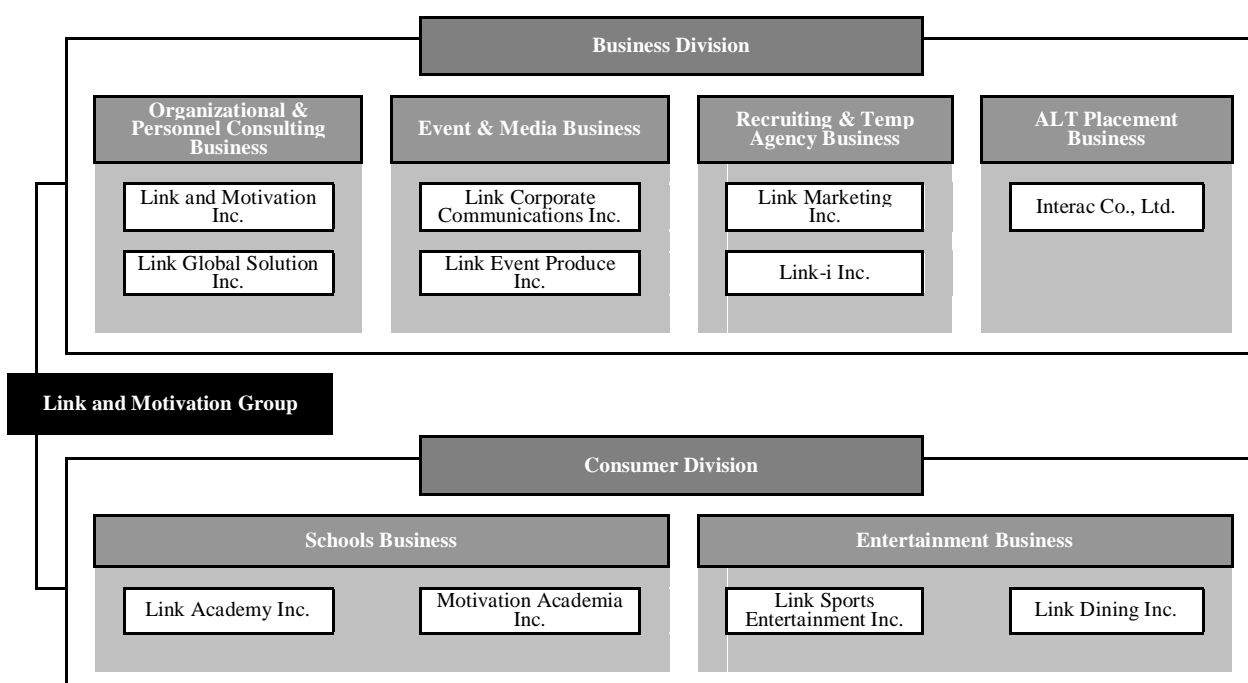 Business Division
Organizational &
Personnel Consulting
Business
Event & Media Business
Recruiting & Temp
Agency Business
ALT Placement
Business
Link and Motivation
Inc.
Link Global Solution
Inc.
Link Corporate
Communications Inc.
Link Event Produce
Inc.
Link Marketing
Inc.
Link-i Inc.
Interac Co., Ltd.
Link and Motivation Group
Consumer Division
Schools Business
Entertainment Business
Link Academy Inc.
Motivation Academia
Inc.
Link Sports
Entertainment Inc.
Link Dining Inc.